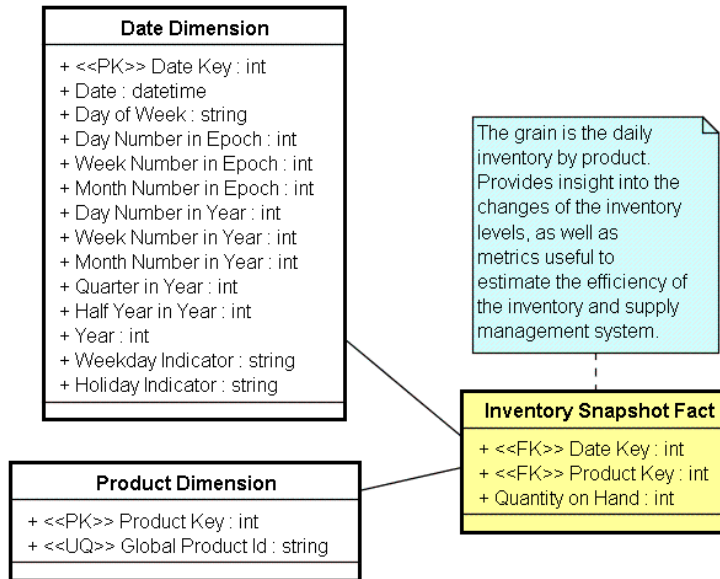 Date Dimension
+ <<PK>> Date Key : int
+ Date : datetime
+ Day of Week : string
+ Day Number in Epoch : int
+ Week Number in Epoch : int
+ Month Number in Epoch : int
+ Day Number in Year : int
+ Week Number in Year : int
+ Month Number in Year : int
+ Quarter in Year : int
+ Half Year in Year : int
+ Year : int
+ Weekday Indicator : string
+ Holiday Indicator : string
The grain is the daily
inventory by product.
Provides insight into the
changes of the inventory
levels, as well as
metrics useful to
estimate the efficiency of
the inventory and supply
management system.
Inventory Snapshot Fact
+ <<FK>> Date Key : int
+ <<FK>> Product Key : int
+ Quantity on Hand : int
Product Dimension
+ <<PK>> Product Key : int
+ <<UQ>> Global Product Id : string